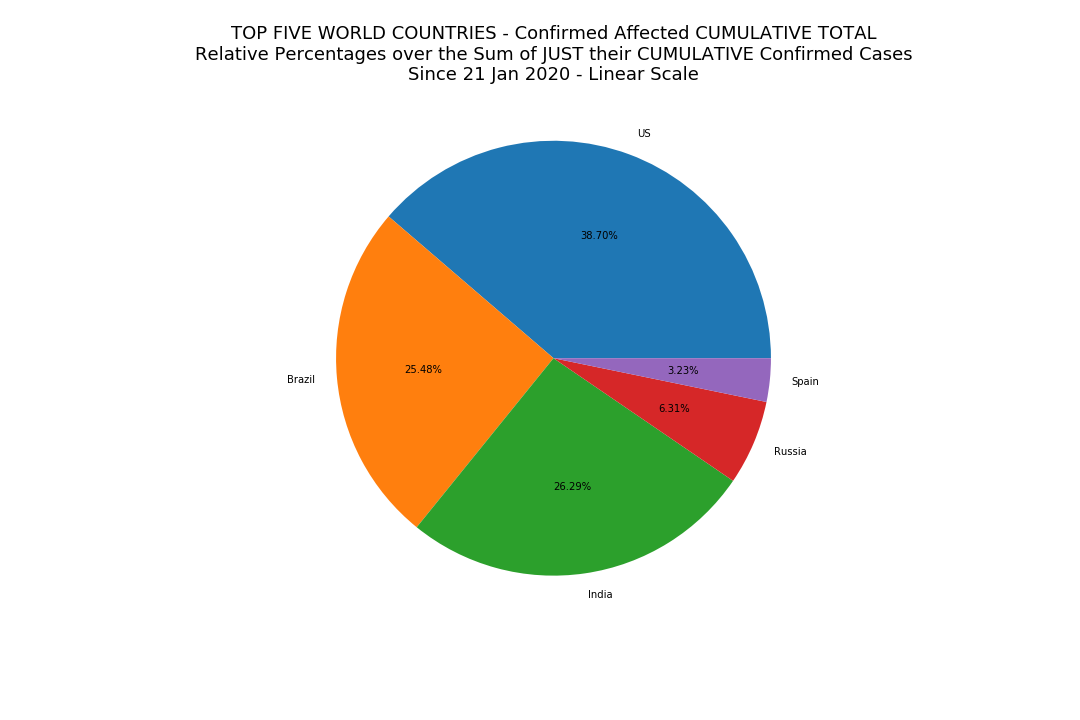 TOP FIVE WORLD COUNTRIES - Confirmed Affected CUMULATIVE TOTAL
Relative Percentages over the Sum of JUST their CUMULATIVE Confirmed Cases
Since 21 Jan 2020 - Linear Scale
US
38.70%
Brazil
25.48%
India
26.29%
Russia
6.31%
Spain
3.23%